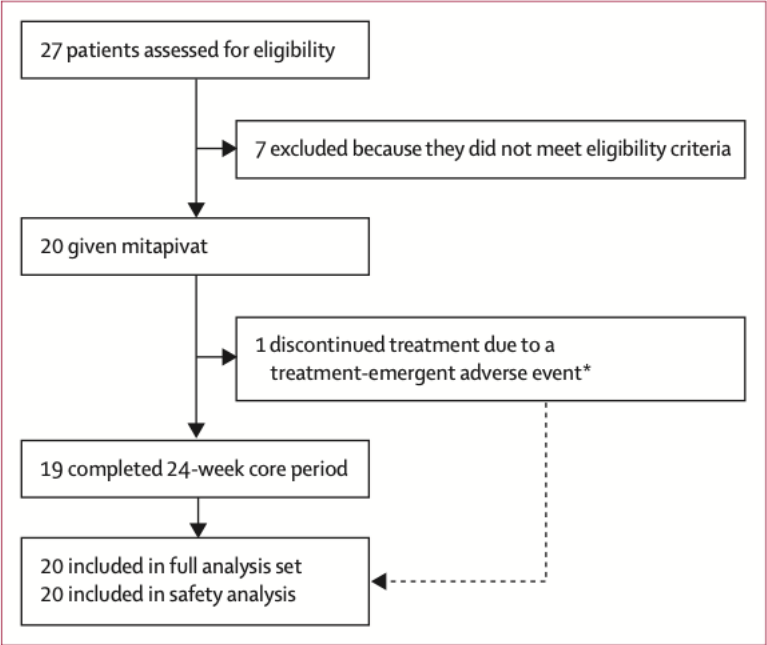 27 patients assessed for eligibility
7 excluded because they did not meet eligibility criteria
20 given mitapivat
1 discontinued treatment due to a
treatment-emergent adverse event*
19 completed 24-week core period
20 included in full analysis set
20 included in safety analysis